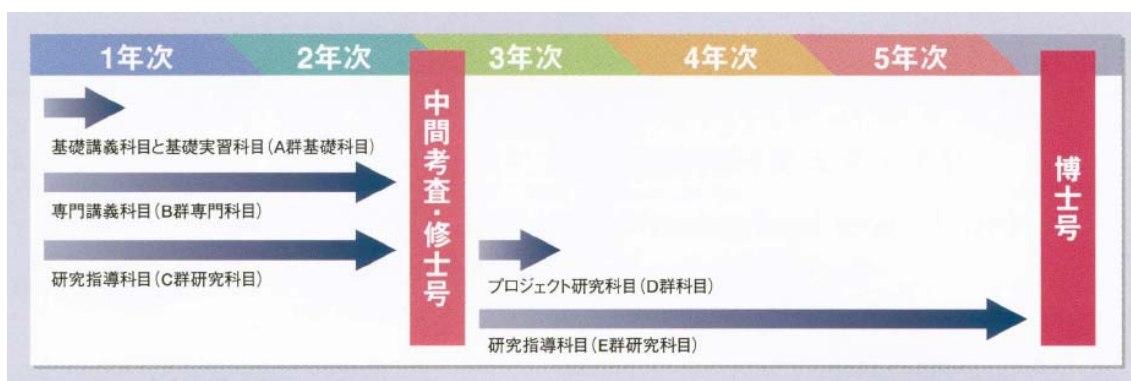 1年次 2年次 3年次 4年次 5年次
基礎講義科目と基礎実習科目(A群基礎科目)
専門講義科目(B群専門科目)
研究指導科目(C群研究科目)
中間考査・修士号
プロジェクト研究科目(D群科目)
研究指導科目(E群研究科目)
博士号